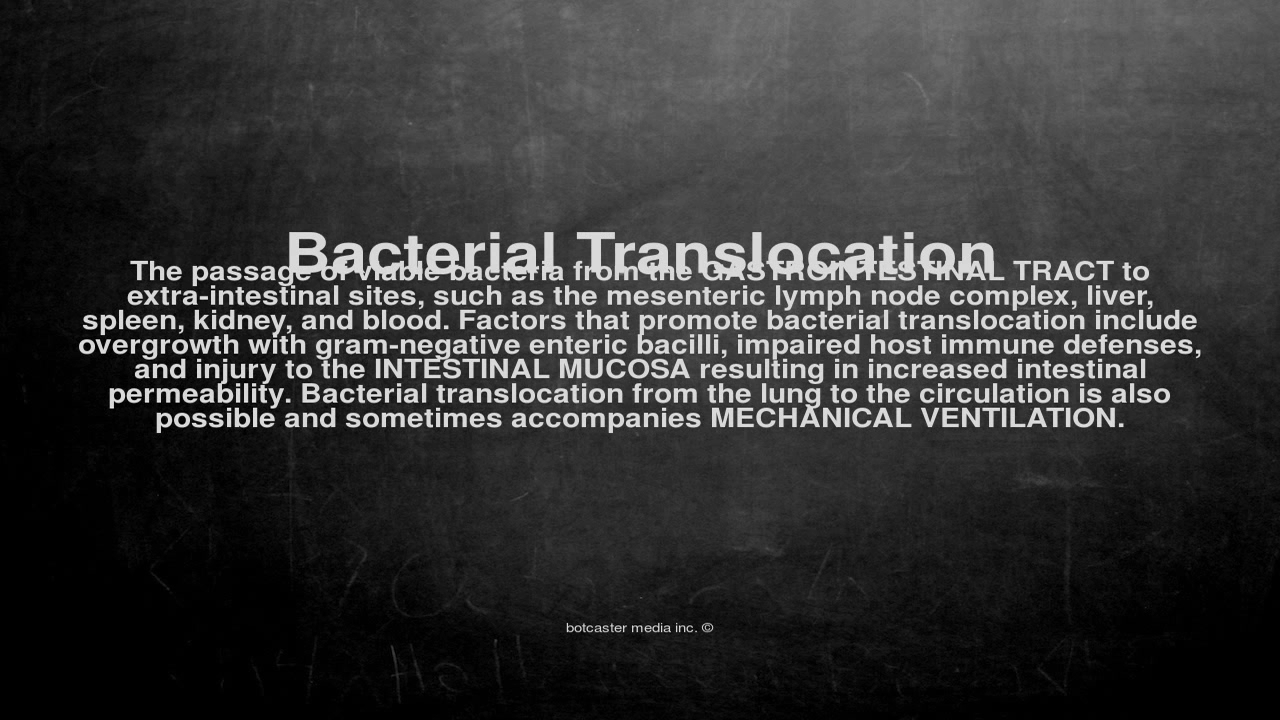 Bacterial Translocation
The passage of viable bacteria from the GASTROINTESTINAL TRACT to
extra-intestinal sites, such as the mesenteric lymph node complex, liver,
spleen, kidney, and blood. Factors that promote bacterial translocation include
overgrowth with gram-negative enteric bacilli, impaired host immune defenses,
and injury to the INTESTINAL MUCOSA resulting in increased intestinal
permeability. Bacterial translocation from the lung to the circulation is also
possible and sometimes accompanies MECHANICAL VENTILATION.
botcaster media inc. ©